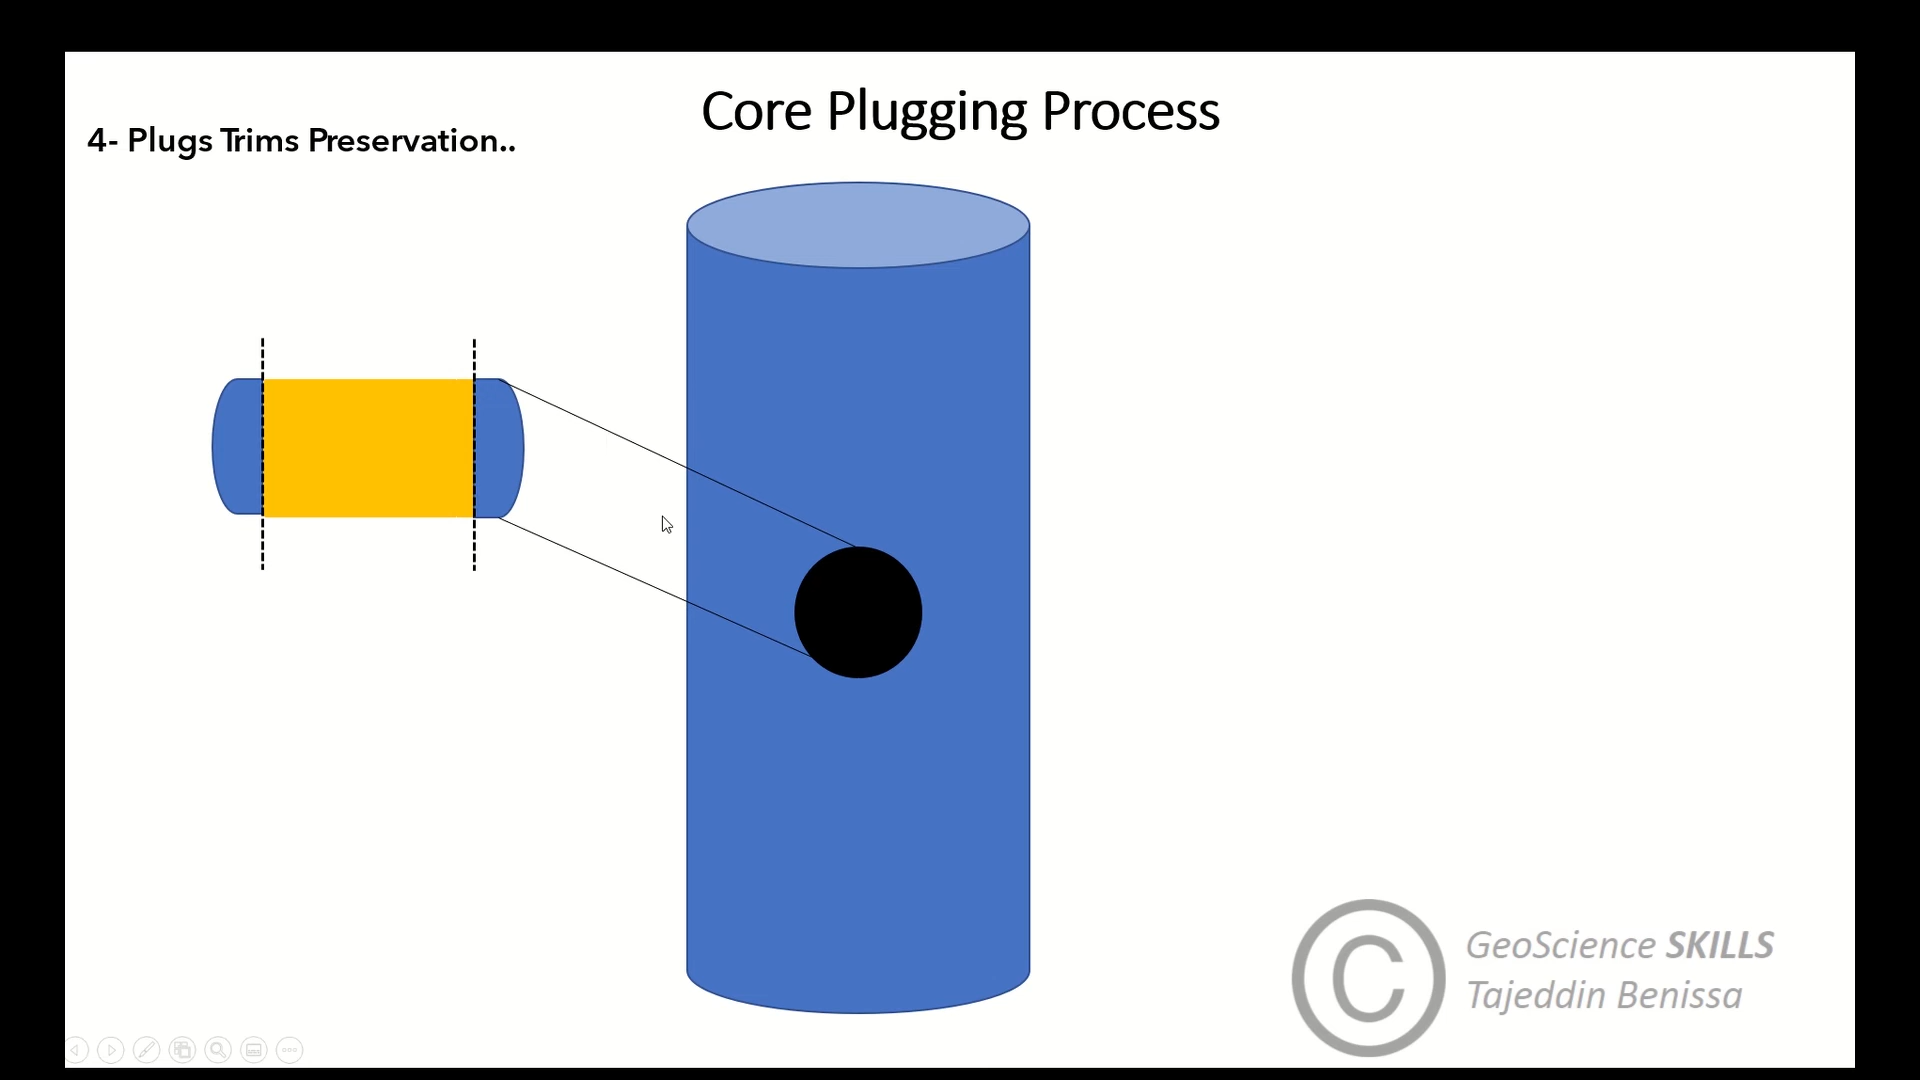 Core Plugging Process
4- Plugs Trims Preservation..
GeoScience SKILLS
Tajeddin Benissa